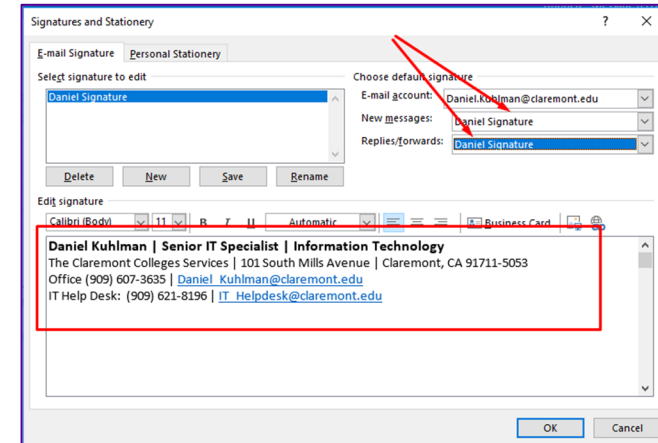 Signatures and Stationery
? X
E-mail Signature Personal Stationery
Select signature to edit
Daniel Signature
Choose default signature
E-mail account: Daniel.Kuhlman@claremont.edu
New messages: Daniel Signature
Replies/forwards: Daniel Signature
Delete New Save Rename
Edit signature
Calibri (Body) 11 B I U Automatic Business Card
Daniel Kuhlman | Senior IT Specialist | Information Technology
The Claremont Colleges Services | 101 South Mills Avenue | Claremont, CA 91711-5053
Office (909) 607-3635 | Daniel_Kuhlman@claremont.edu
IT Help Desk: (909) 621-8196 | IT_Helpdesk@claremont.edu
OK Cancel